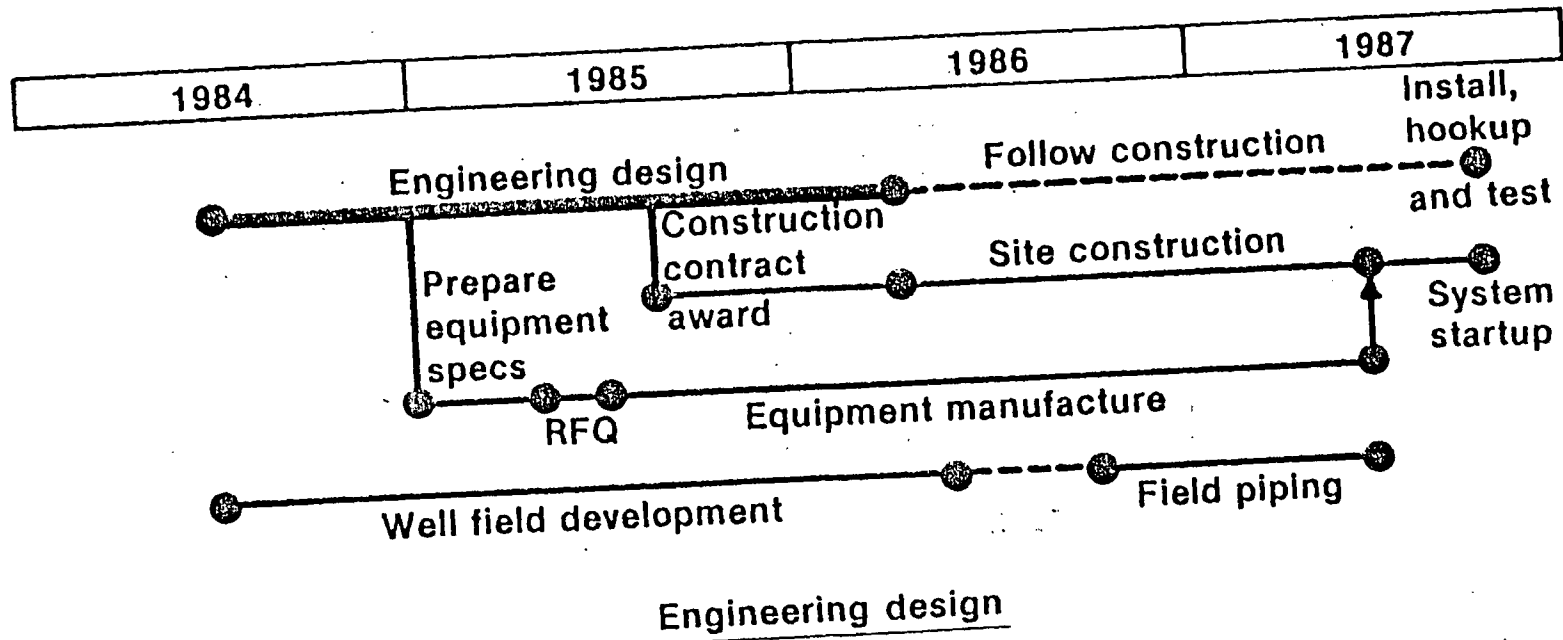 1984 1985 1986 1987
Install,
hookup
and test
Follow construction
Engineering design
Construction
contract
award
Site construction
System
startup
Prepare
equipment
specs
RFQ
Equipment manufacture
Well field development
Field piping
Engineering design